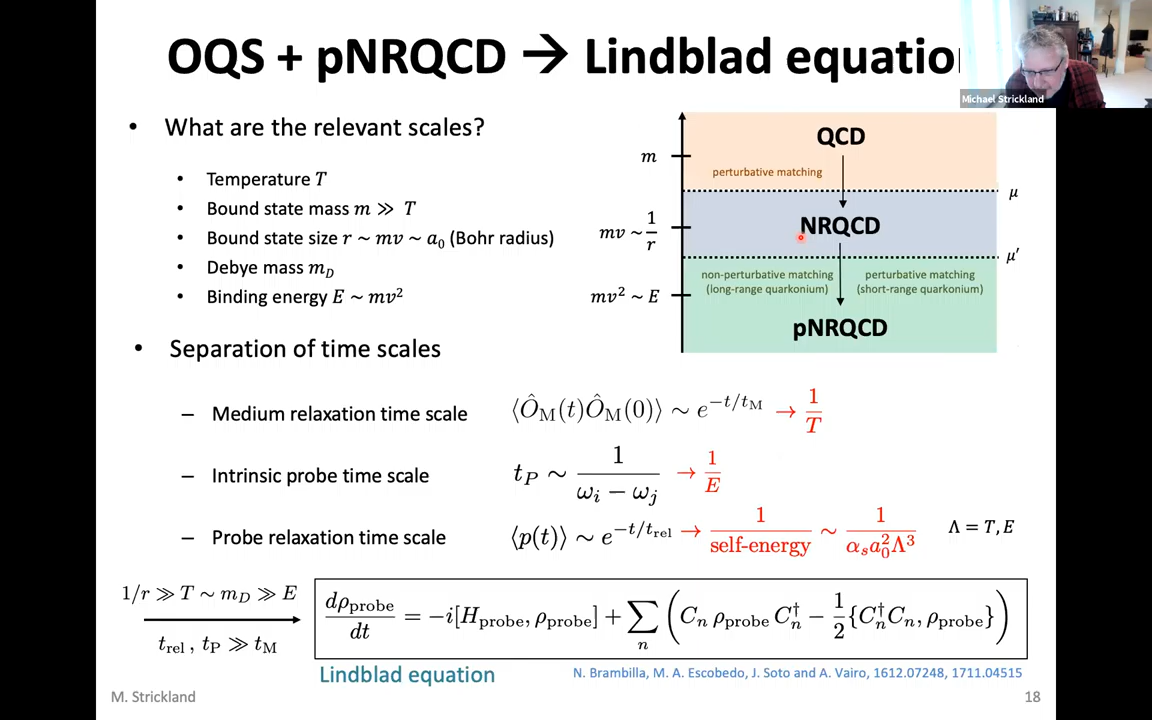 OQS + pNRQCD → Lindblad equation
Michael Strickland
• What are the relevant scales?
• Temperature T
• Bound state mass m ≫ T
• Bound state size r ~ mv ~ a₀ (Bohr radius)
• Debye mass m_D
• Binding energy E ~ mv²
QCD
m
perturbative matching
μ
mv ~ 1/r
NRQCD
μ′
non-perturbative matching
(long-range quarkonium)
perturbative matching
(short-range quarkonium)
mv² ~ E
pNRQCD
• Separation of time scales
– Medium relaxation time scale ⟨Ô_M(t)Ô_M(0)⟩ ~ e^{−t/t_M} → 1/T
– Intrinsic probe time scale t_P ~ 1/(ω_i − ω_j) → 1/E
– Probe relaxation time scale ⟨p(t)⟩ ~ e^{−t/t_rel} → 1/self-energy ~ 1/(α_s a₀² Λ³) Λ = T, E
1/r ≫ T ~ m_D ≫ E
t_rel , t_P ≫ t_M
dρ_probe/dt = −i[H_probe, ρ_probe] + ∑_n (C_n ρ_probe C_n† − 1/2 {C_n† C_n, ρ_probe})
Lindblad equation
N. Brambilla, M. A. Escobedo, J. Soto and A. Vairo, 1612.07248, 1711.04515
M. Strickland
18